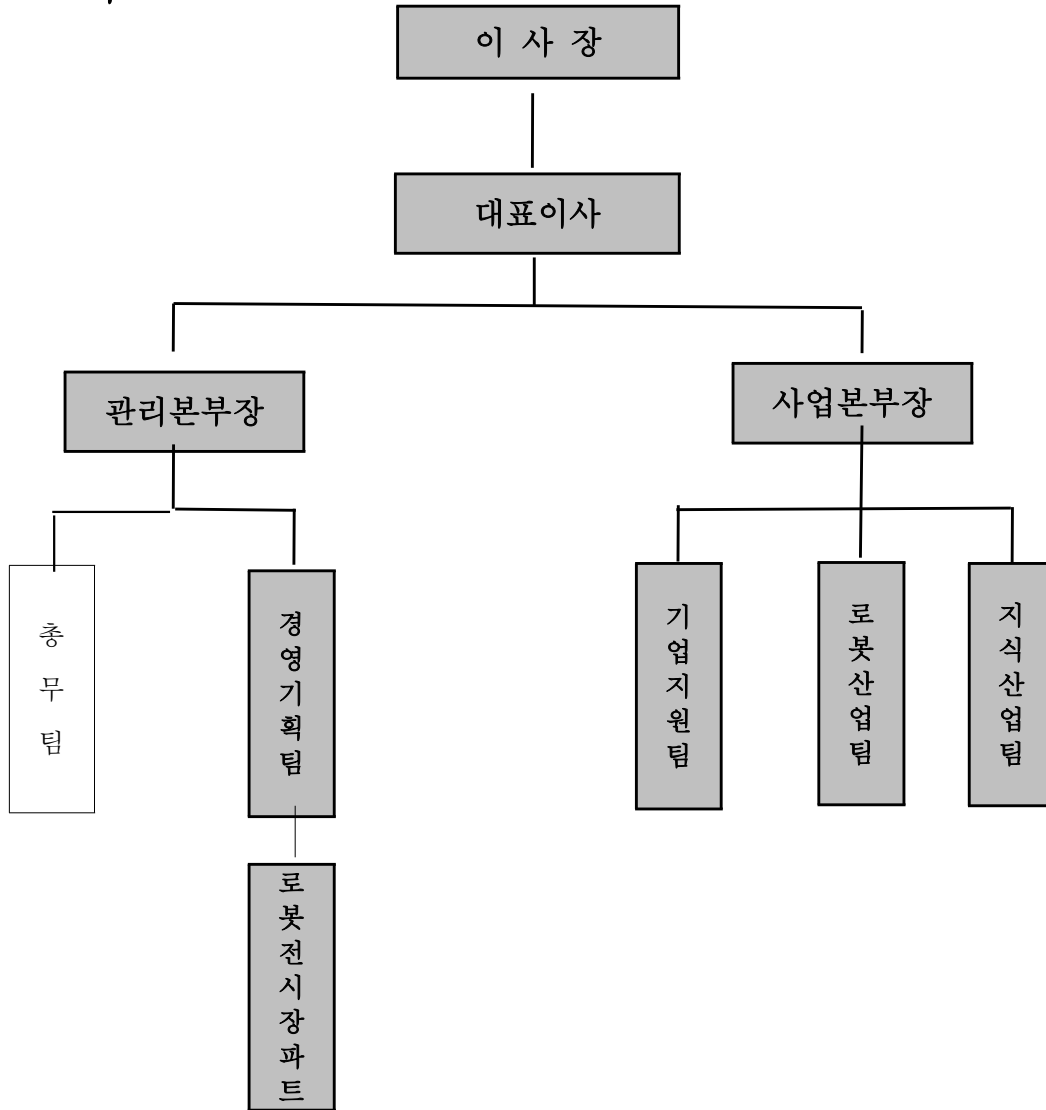 이 사 장
대표이사
관리본부장
사업본부장
총무팀
경영기획팀
기업지원팀
로봇산업팀
지식산업팀
로봇전시장파트